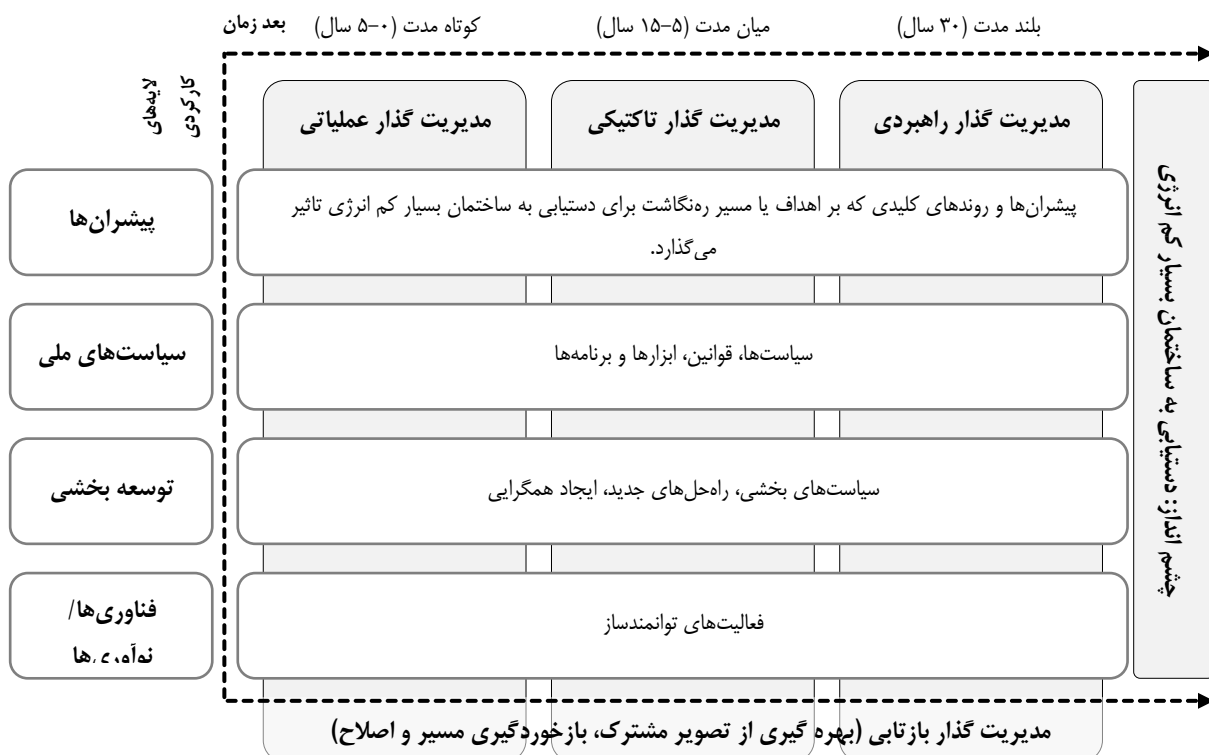 بعد زمان
کوتاه مدت (۰–۵ سال)
میان مدت (۵–۱۵ سال)
بلند مدت (۳۰ سال)
لایه‌های
کارکردی
مدیریت گذار عملیاتی
مدیریت گذار تاکتیکی
مدیریت گذار راهبردی
پیشران‌ها
پیشران‌ها و روندهای کلیدی که بر اهداف یا مسیر ره‌نگاشت برای دستیابی به ساختمان بسیار کم انرژی تاثیر
می‌گذارد.
سیاست‌های ملی
سیاست‌ها، قوانین، ابزارها و برنامه‌ها
توسعه بخشی
سیاست‌های بخشی، راه‌حل‌های جدید، ایجاد همگرایی
فناوری‌ها/
نوآوری‌ها
فعالیت‌های توانمندساز
چشم انداز: دستیابی به ساختمان بسیار کم انرژی
مدیریت گذار بازتابی (بهره گیری از تصویر مشترک، بازخوردگیری مسیر و اصلاح)